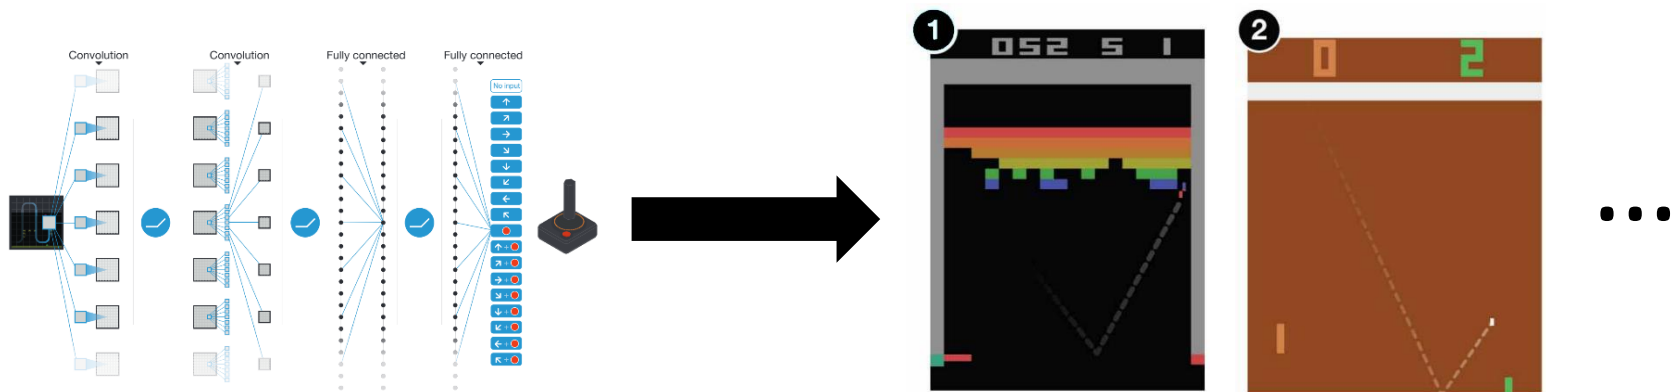 Convolution
Convolution
Fully connected
Fully connected
No input
+
+
+
+
+
+
+
+
1
052 5 1
2
0 2
...